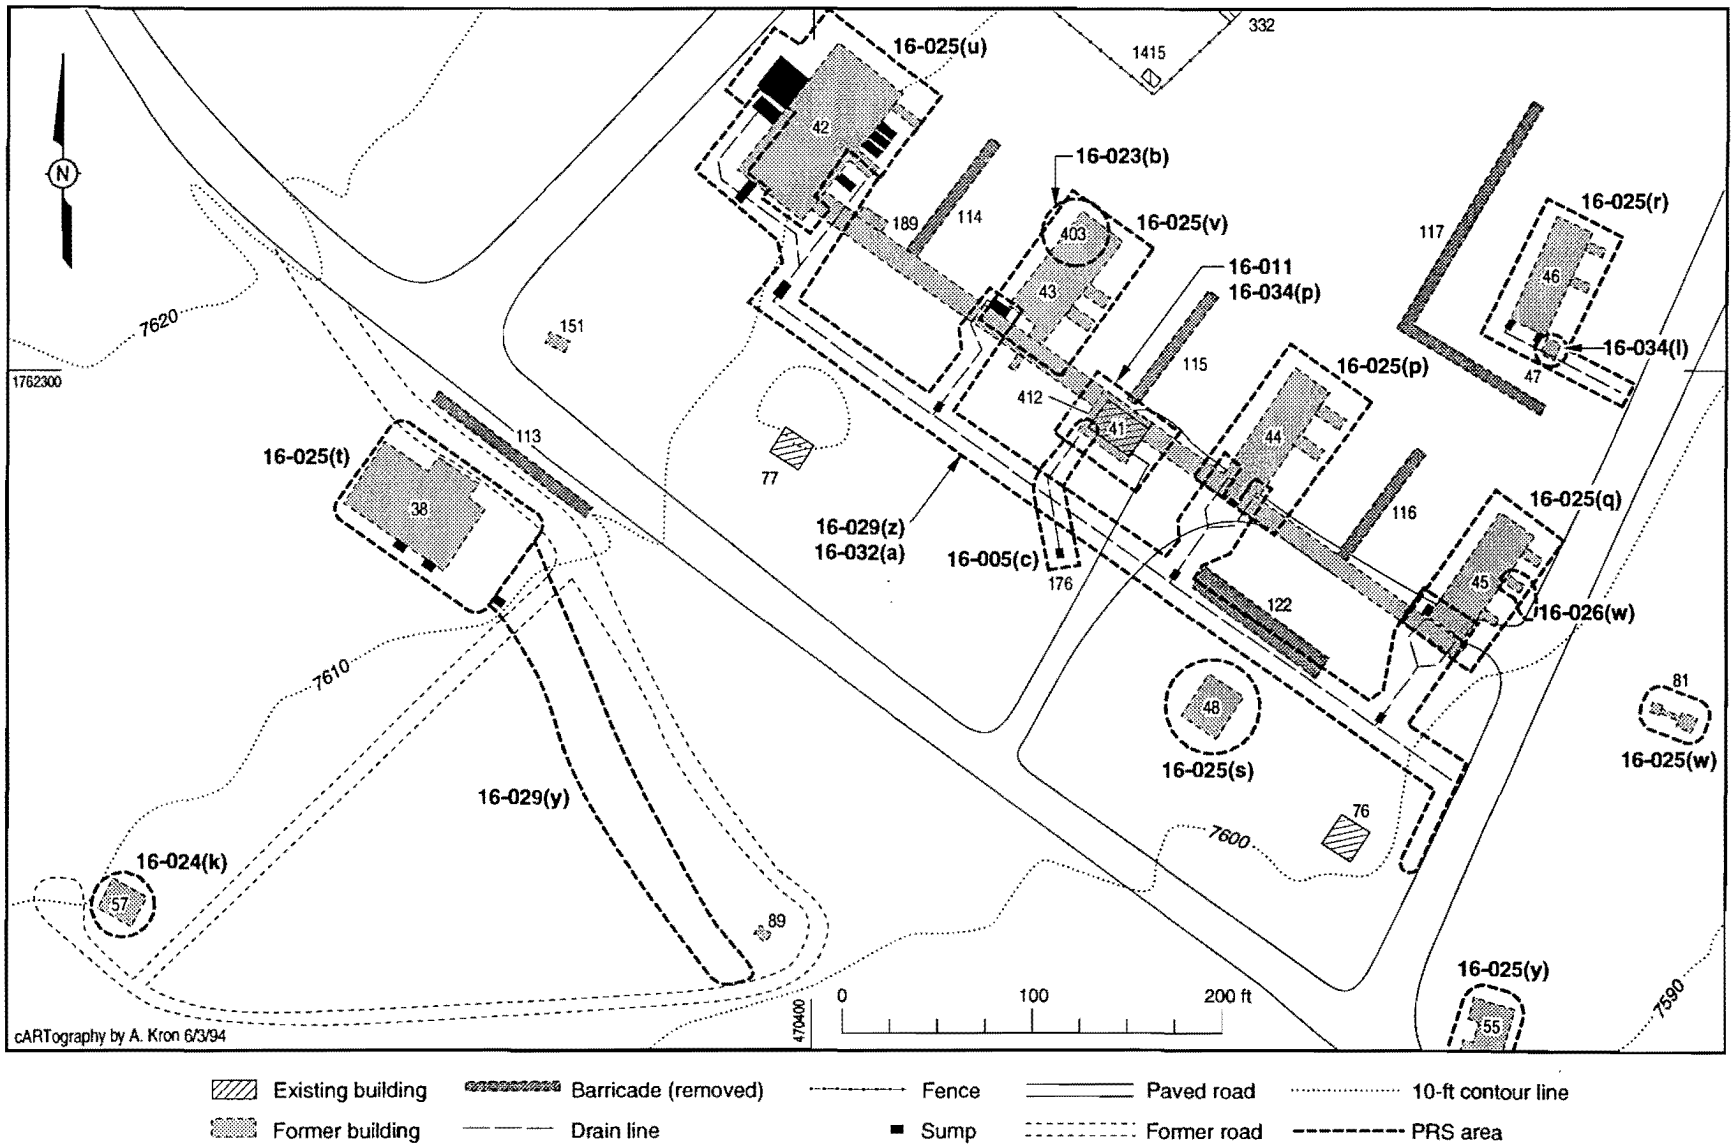 332
1415
16-025(u)
42
16-023(b)
189
114
403
16-025(v)
43
16-011
16-034(p)
117
16-025(r)
46
N
7620
151
115
16-034(l)
47
1762300
16-025(p)
412
41
113
16-025(t)
77
44
38
116
16-025(q)
16-029(z)
16-032(a)
16-005(c)
176
45
122
16-026(w)
7610
81
48
16-025(s)
16-025(w)
16-029(y)
76
7600
16-024(k)
57
89
16-025(y)
55
7590
0 100 200 ft
470400
cARTography by A. Kron 6/3/94
Existing building
Barricade (removed)
Fence
Paved road
10-ft contour line
Former building
Drain line
Sump
Former road
PRS area